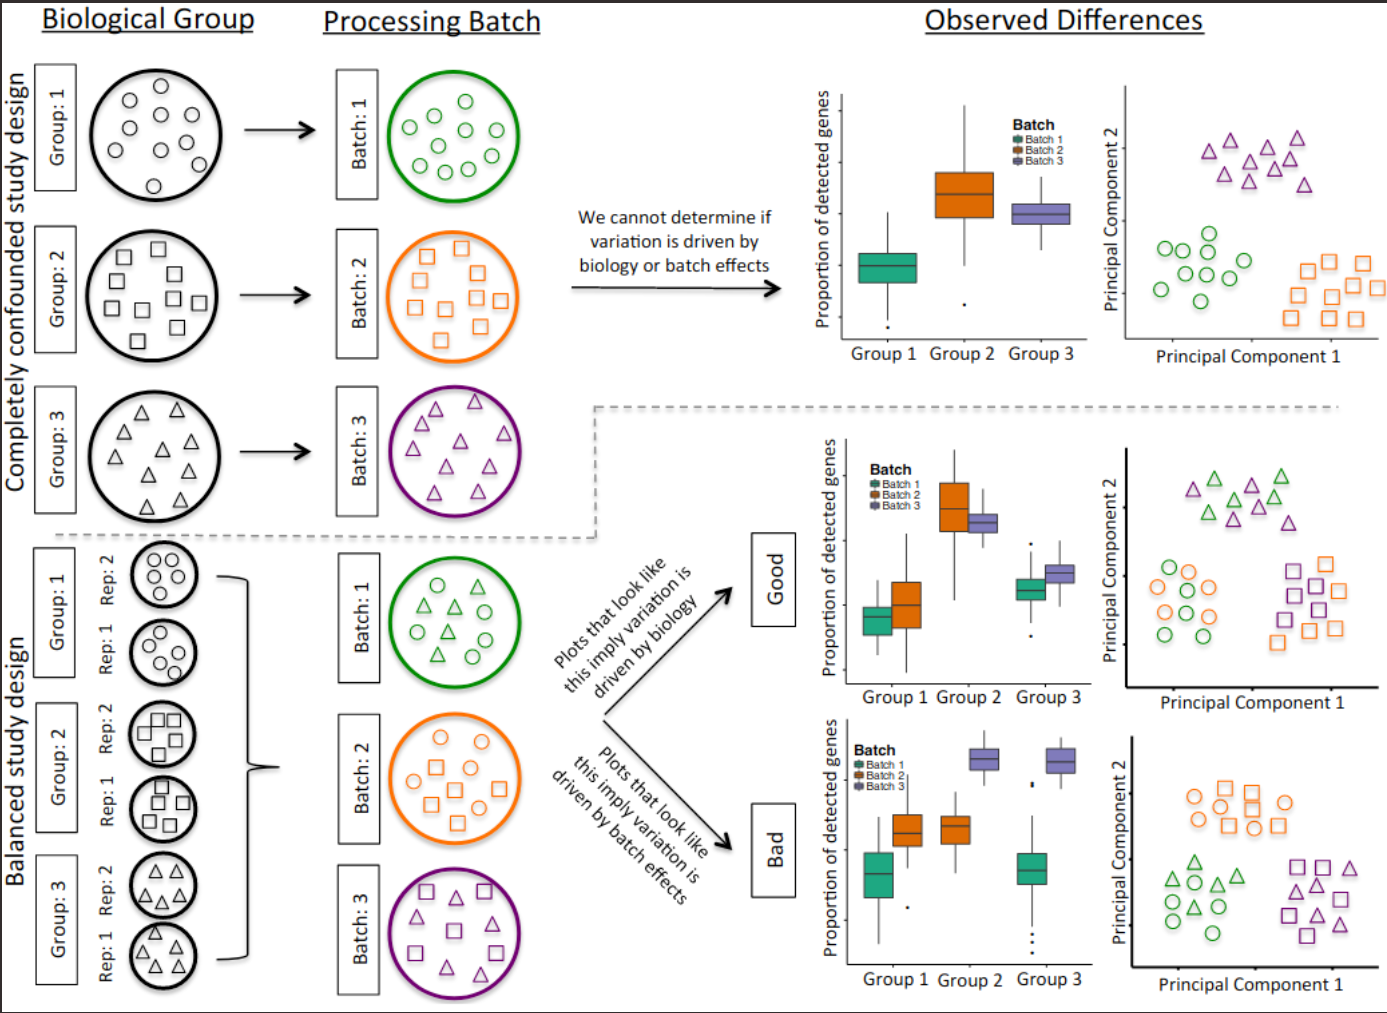 Biological Group
Processing Batch
Observed Differences
Completely confounded study design
Group: 1
Batch: 1
Group: 2
Batch: 2
Group: 3
Batch: 3
We cannot determine if
variation is driven by
biology or batch effects
Proportion of detected genes
Batch
Batch 1
Batch 2
Batch 3
Group 1
Group 2
Group 3
Principal Component 2
Principal Component 1
Balanced study design
Group: 1
Rep: 2
Rep: 1
Group: 2
Rep: 2
Rep: 1
Group: 3
Rep: 2
Rep: 1
Batch: 1
Batch: 2
Batch: 3
Plots that look like
this imply variation is
driven by biology
Good
Plots that look like
this imply variation is
driven by batch effects
Bad
Proportion of detected genes
Batch
Batch 1
Batch 2
Batch 3
Group 1
Group 2
Group 3
Principal Component 2
Principal Component 1
Proportion of detected genes
Batch
Batch 1
Batch 2
Batch 3
Group 1
Group 2
Group 3
Principal Component 2
Principal Component 1